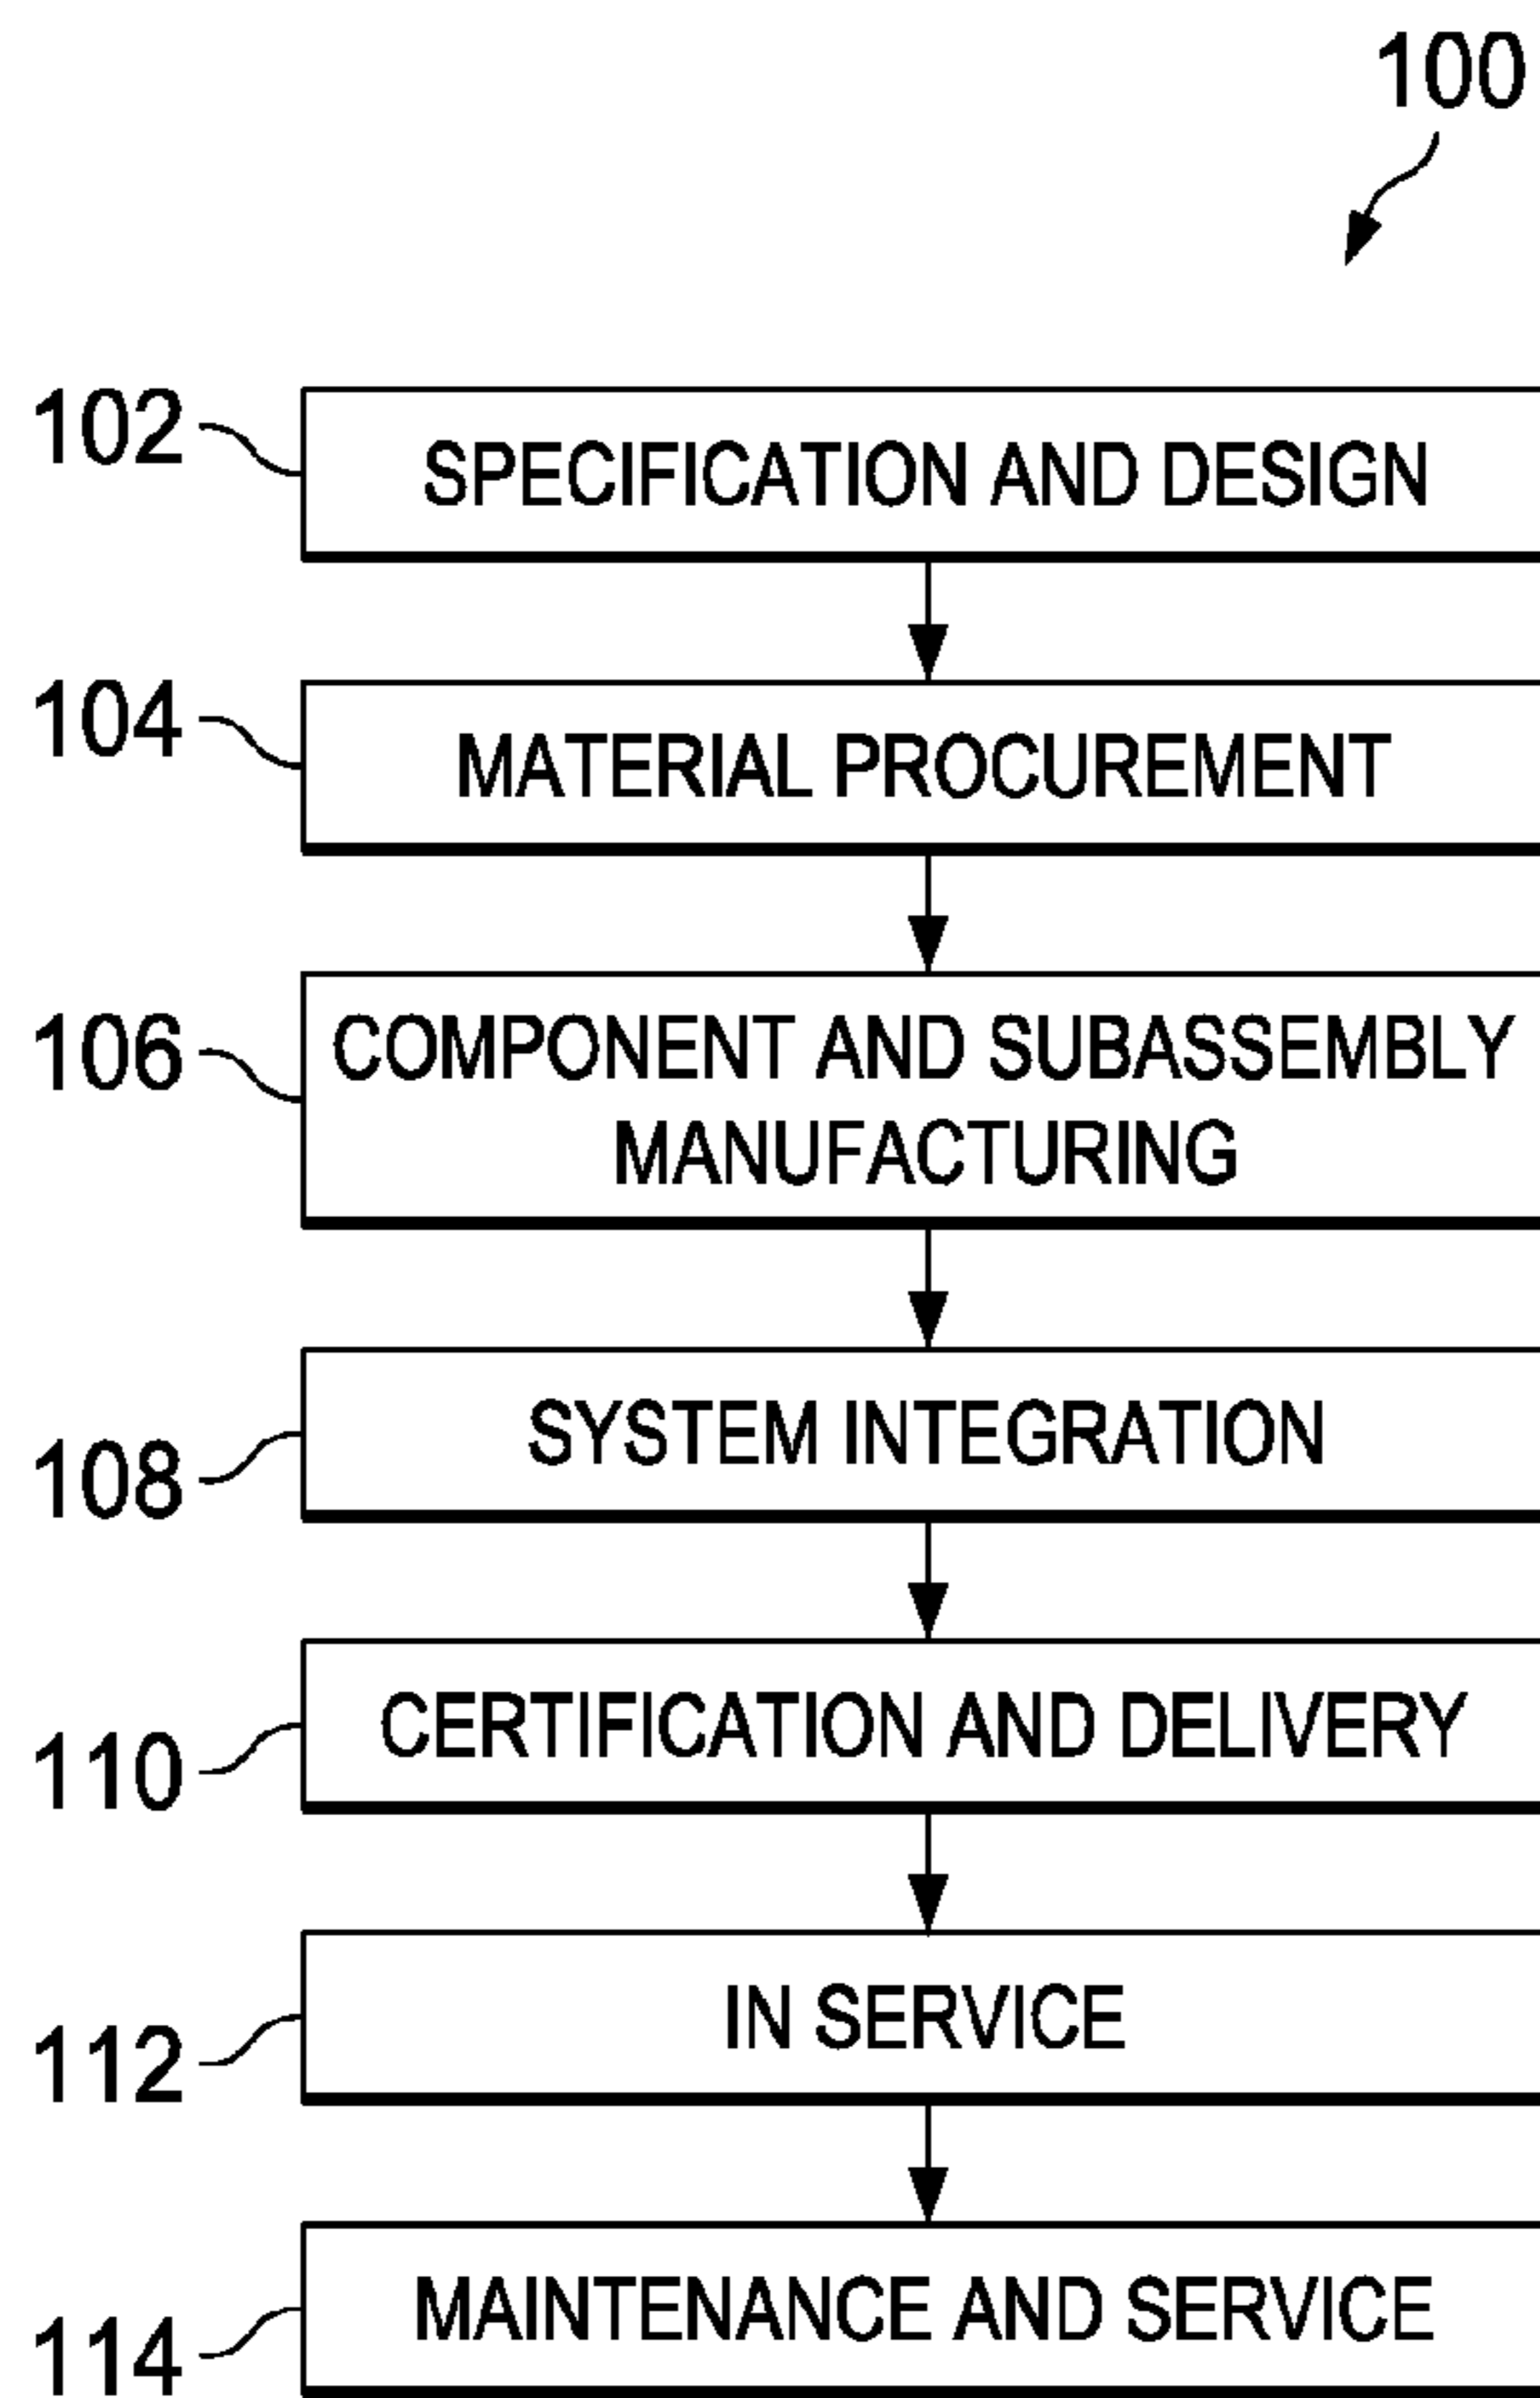 100
102 SPECIFICATION AND DESIGN
104 MATERIAL PROCUREMENT
106 COMPONENT AND SUBASSEMBLY
MANUFACTURING
108 SYSTEM INTEGRATION
110 CERTIFICATION AND DELIVERY
112 IN SERVICE
114 MAINTENANCE AND SERVICE